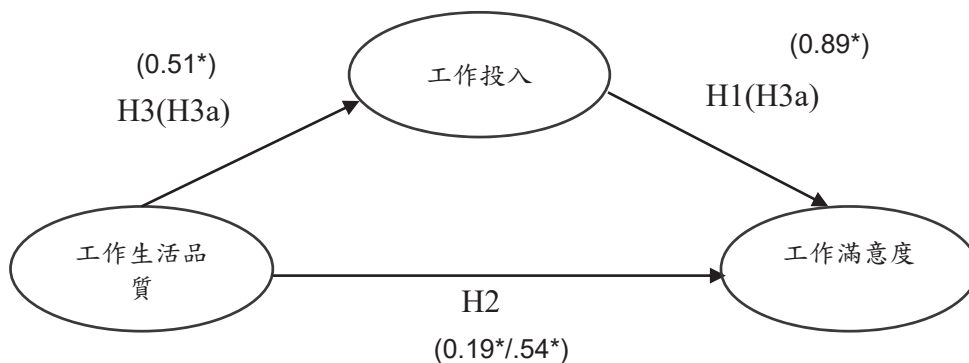 (0.51*)
H3(H3a)
工作投入
(0.89*)
H1(H3a)
工作生活品
質
工作滿意度
H2
(0.19*/.54*)